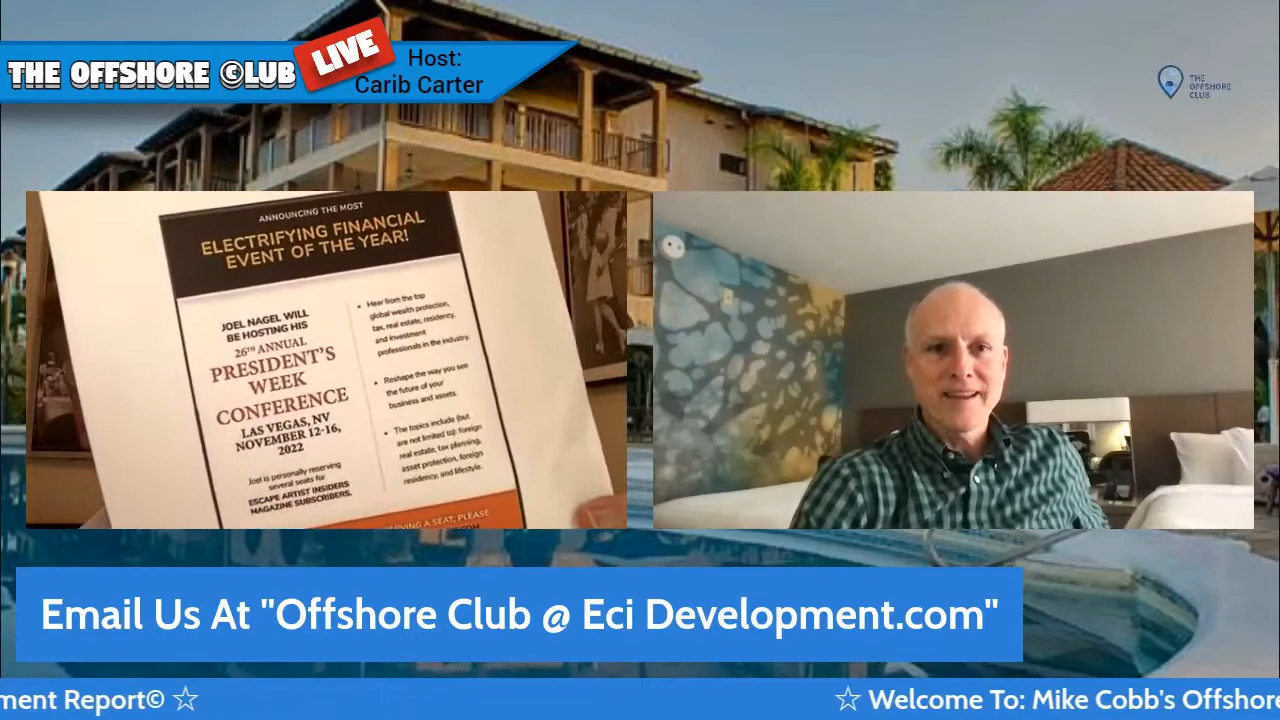 THE OFFSHORE ©LUB
LIVE
Host:
Carib Carter
THE
OFFSHORE
CLUB
ANNOUNCING THE MOST
ELECTRIFYING FINANCIAL
EVENT OF THE YEAR!
JOEL NAGEL WILL
BE HOSTING HIS
26TH ANNUAL
PRESIDENT'S
WEEK
CONFERENCE
LAS VEGAS, NV
NOVEMBER 12-16,
2022
Joel is personally reserving
several seats for
ESCAPE ARTIST INSIDERS
MAGAZINE SUBSCRIBERS.
• Hear from the top
global wealth protection,
tax, real estate, residency,
and investment
professionals in the industry.
• Reshape the way you see
the future of your
business and assets.
• The topics include (but
are not limited to): foreign
real estate, tax planning,
asset protection, foreign
residency, and lifestyle.
A SEAT, PLEASE
Email Us At "Offshore Club @ Eci Development.com"
ment Report© ☆ ☆ Welcome To: Mike Cobb's Offshore